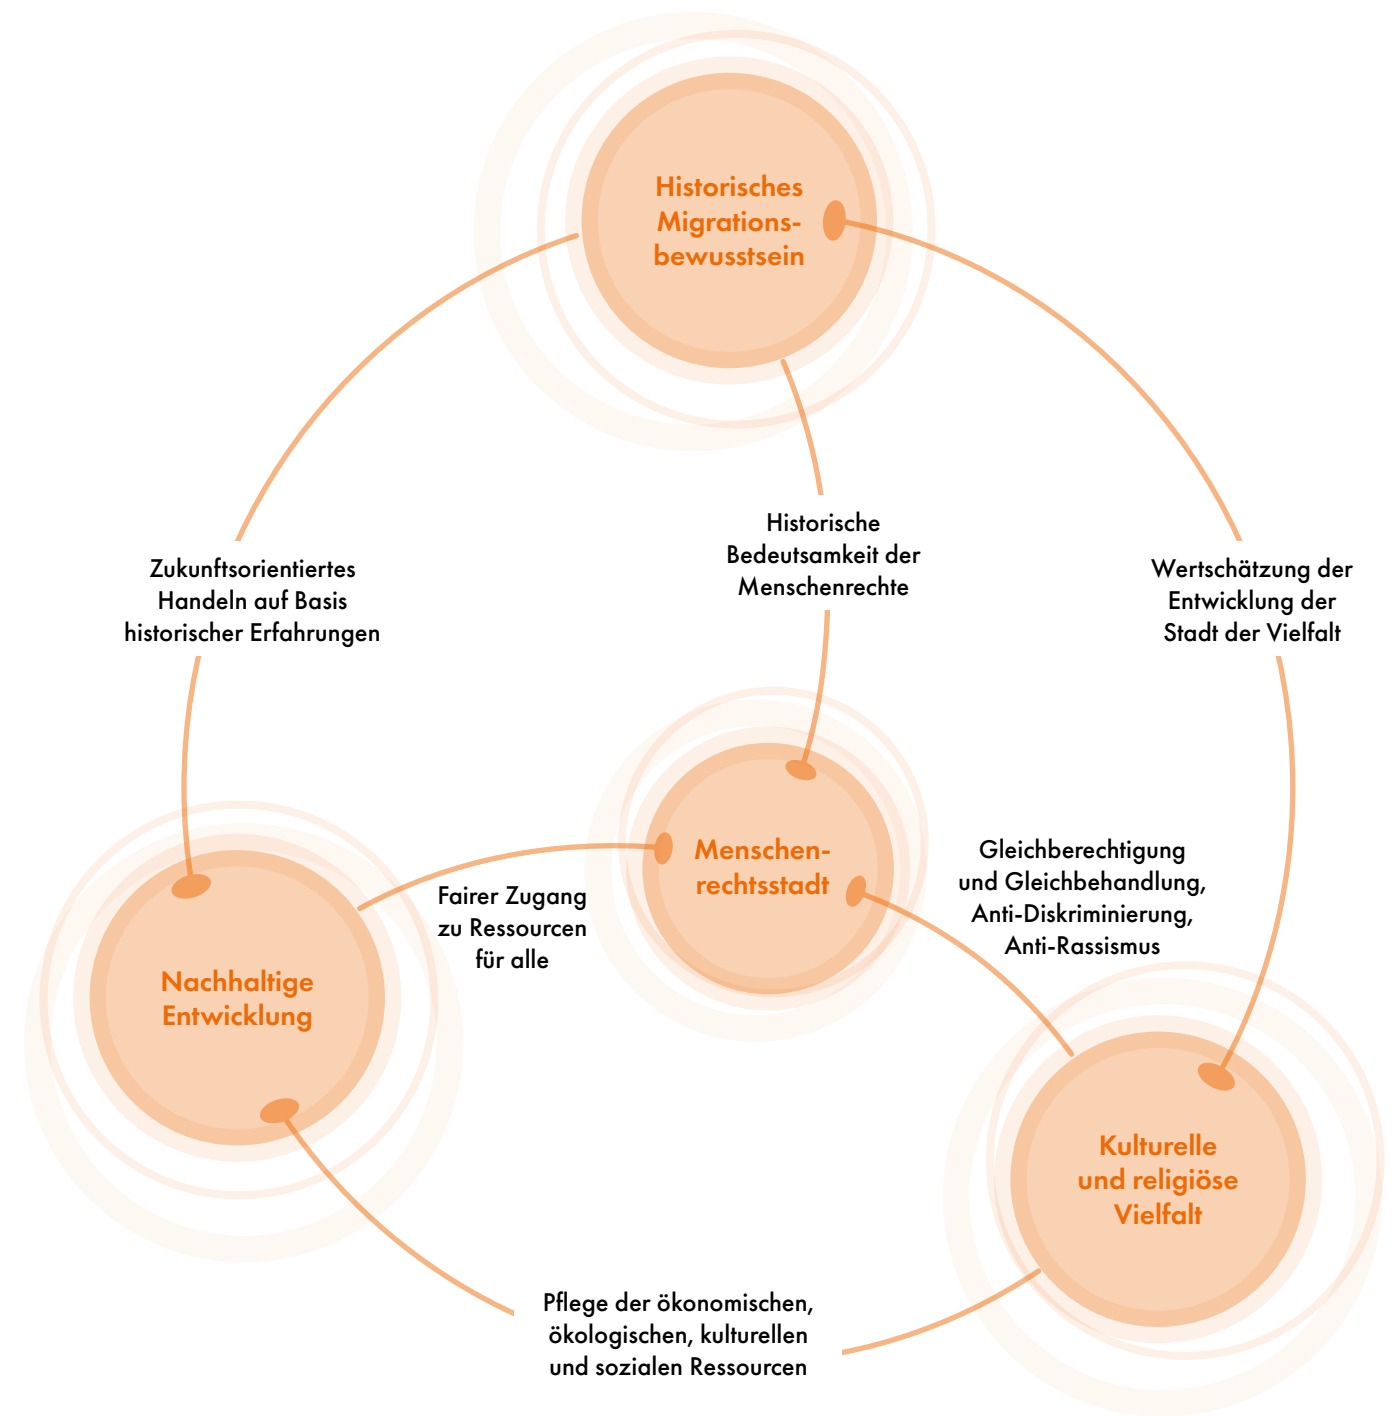 Historisches
Migrations-
bewusstsein
Zukunftsorientiertes
Handeln auf Basis
historischer Erfahrungen
Historische
Bedeutsamkeit der
Menschenrechte
Wertschätzung der
Entwicklung der
Stadt der Vielfalt
Menschen-
rechtsstadt
Gleichberechtigung
und Gleichbehandlung,
Anti-Diskriminierung,
Anti-Rassismus
Fairer Zugang
zu Ressourcen
für alle
Nachhaltige
Entwicklung
Kulturelle
und religiöse
Vielfalt
Pflege der ökonomischen,
ökologischen, kulturellen
und sozialen Ressourcen